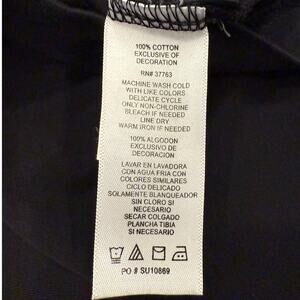 100% COTTON
EXCLUSIVE OF
DECORATION
RN# 37763
MACHINE WASH COLD
WITH LIKE COLORS
DELICATE CYCLE
ONLY NON-CHLORINE
BLEACH IF NEEDED
LINE DRY
WARM IRON IF NEEDED
100% ALGODON
EXCLUSIVO DE
DECORACION
LAVAR EN LAVADORA
CON AGUA FRIA CON
COLORES SIMILARES
CICLO DELICADO
SOLAMENTE BLANQUEADOR
SIN CLORO SI
NECESARIO
SECAR COLGADO
PLANCHA TIBIA
SI NECESARIO
PO # SU10869